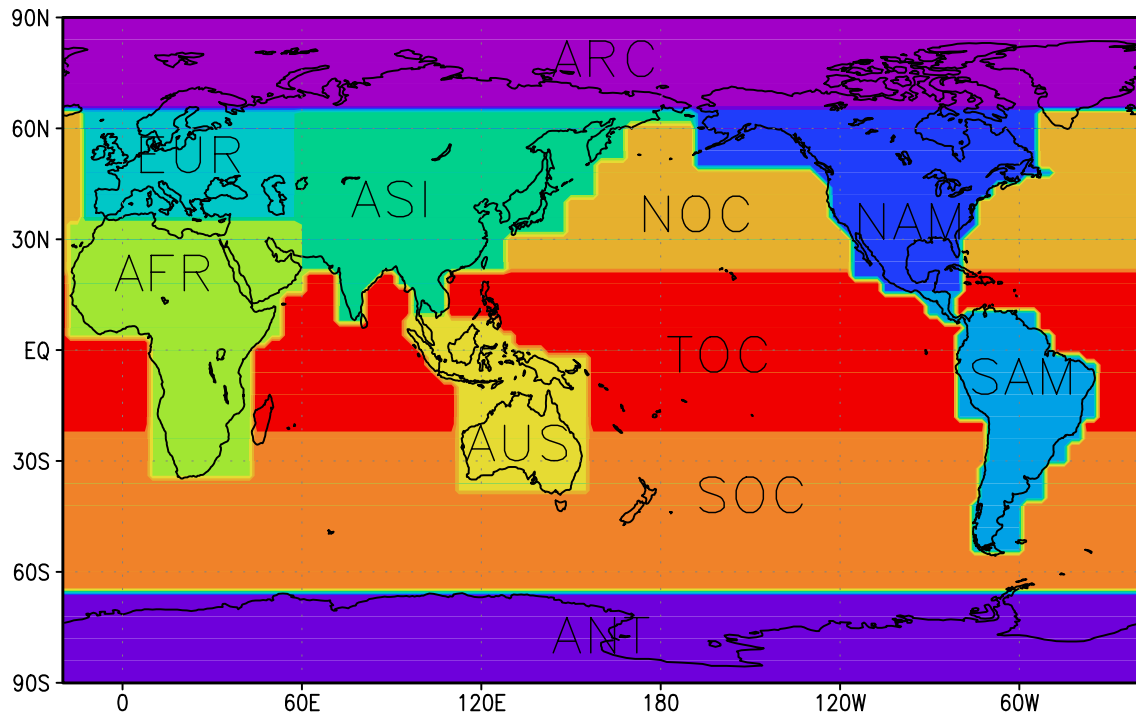 90N
ARC
60N
EUR
ASI
NOC
NAM
30N
AFR
EQ
TOC
SAM
AUS
30S
SOC
60S
ANT
90S
0 60E 120E 180 120W 60W